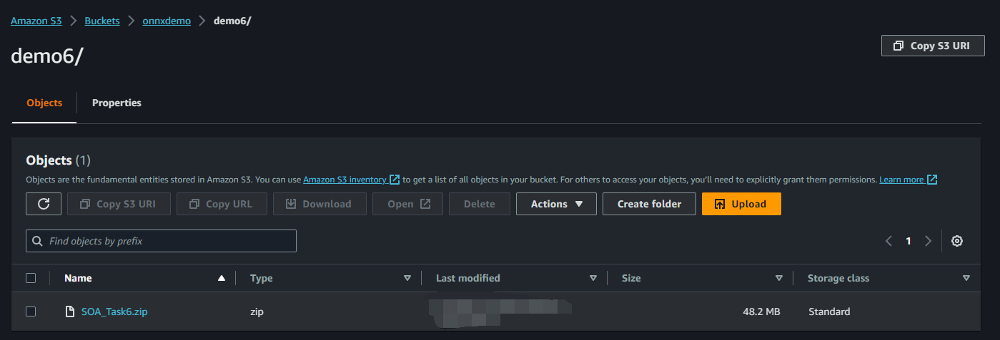 Amazon S3 > Buckets > onnxdemo > demo6/
demo6/
Copy S3 URI
Objects
Properties
Objects (1)
Objects are the fundamental entities stored in Amazon S3. You can use Amazon S3 inventory to get a list of all objects in your bucket. For others to access your objects, you'll need to explicitly grant them permissions. Learn more
Copy S3 URI Copy URL Download Open Delete Actions Create folder Upload
Find objects by prefix
1
Name Type Last modified Size Storage class
SOA_Task6.zip zip 48.2 MB Standard